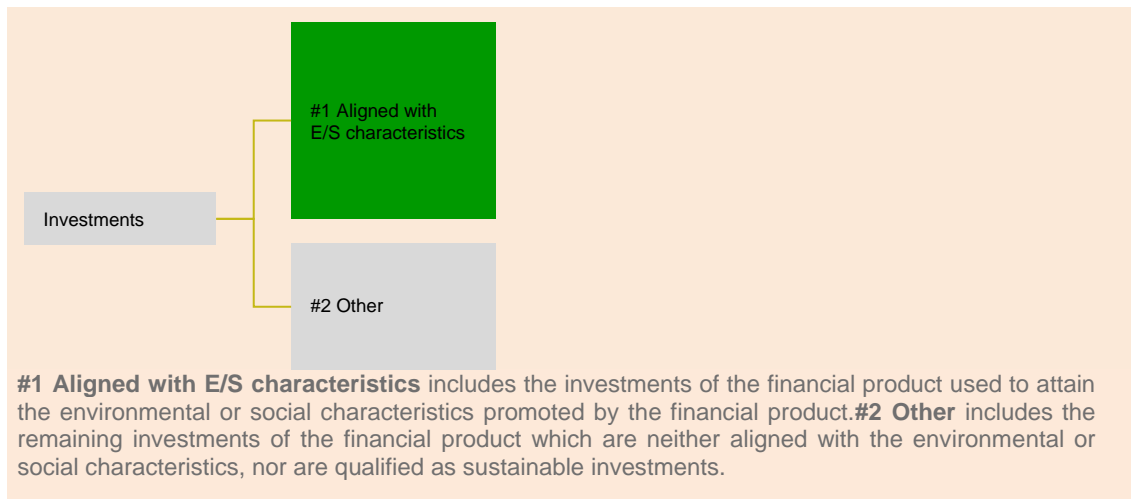 #1 Aligned with
E/S characteristics
Investments
#2 Other
#1 Aligned with E/S characteristics includes the investments of the financial product used to attain
the environmental or social characteristics promoted by the financial product.#2 Other includes the
remaining investments of the financial product which are neither aligned with the environmental or
social characteristics, nor are qualified as sustainable investments.